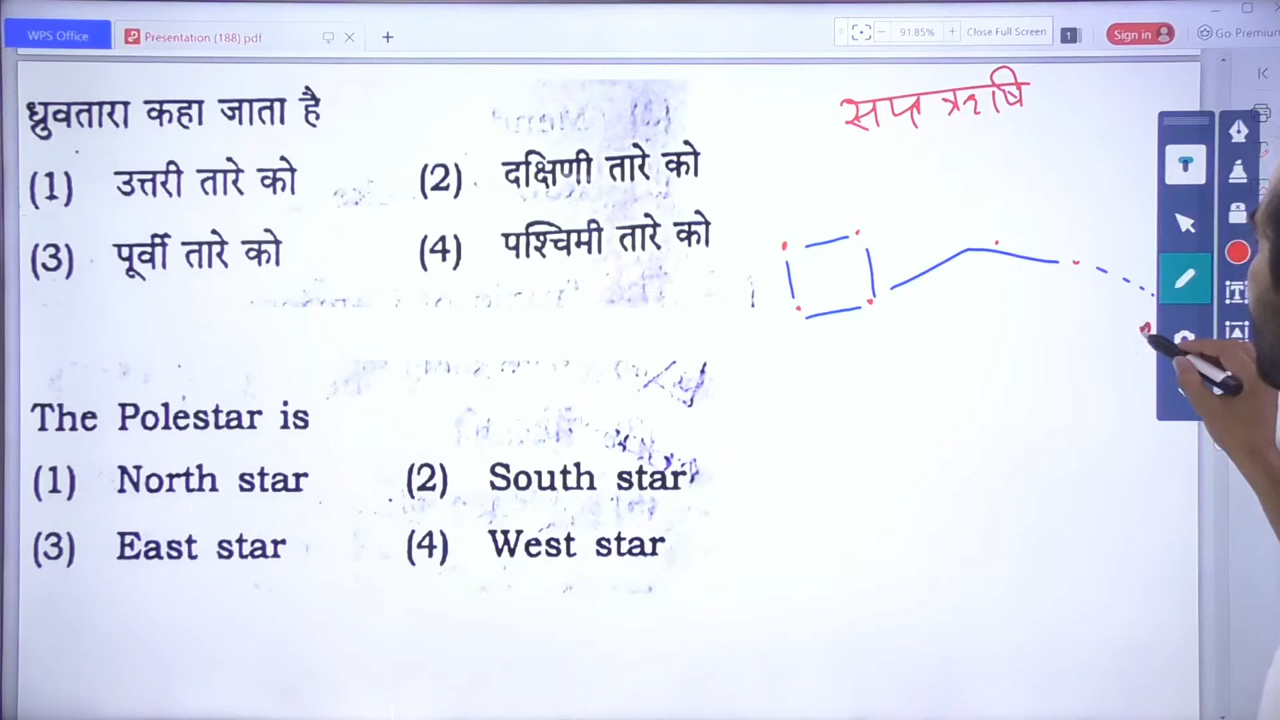 WPS Office
Presentation (188).pdf
91.85%
Close Full Screen
1
Sign in
Go Premium
ध्रुवतारा कहा जाता है
(1) उत्तरी तारे को
(2) दक्षिणी तारे को
(3) पूर्वी तारे को
(4) पश्चिमी तारे को
सप्तऋषि
The Polestar is
(1) North star
(2) South star
(3) East star
(4) West star